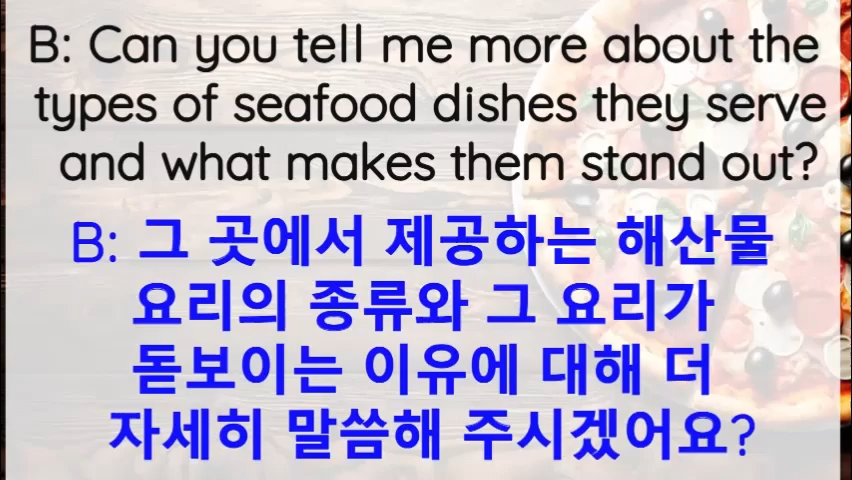 B: Can you tell me more about the
types of seafood dishes they serve
and what makes them stand out?
B: 그 곳에서 제공하는 해산물
요리의 종류와 그 요리가
돋보이는 이유에 대해 더
자세히 말씀해 주시겠어요?